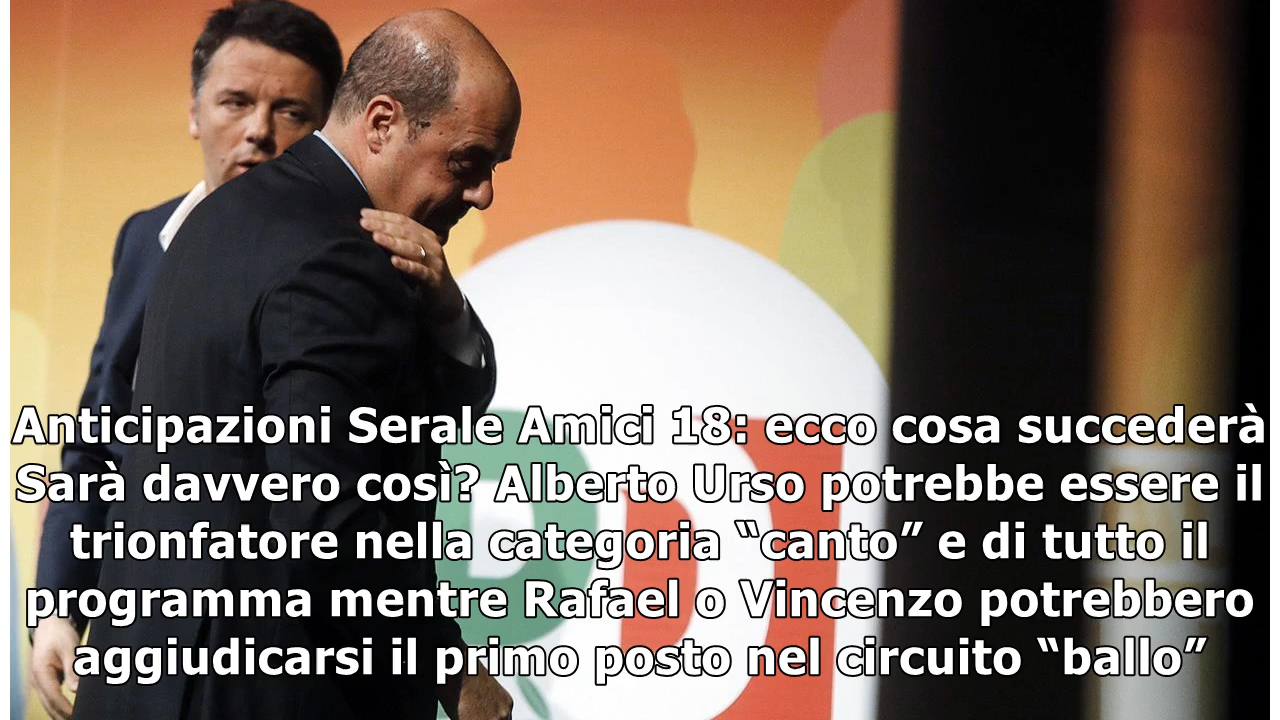 Anticipazioni Serale Amici 18: ecco cosa succederà
Sarà davvero così? Alberto Urso potrebbe essere il
trionfatore nella categoria “canto” e di tutto il
programma mentre Rafael o Vincenzo potrebbero
aggiudicarsi il primo posto nel circuito “ballo”
PD